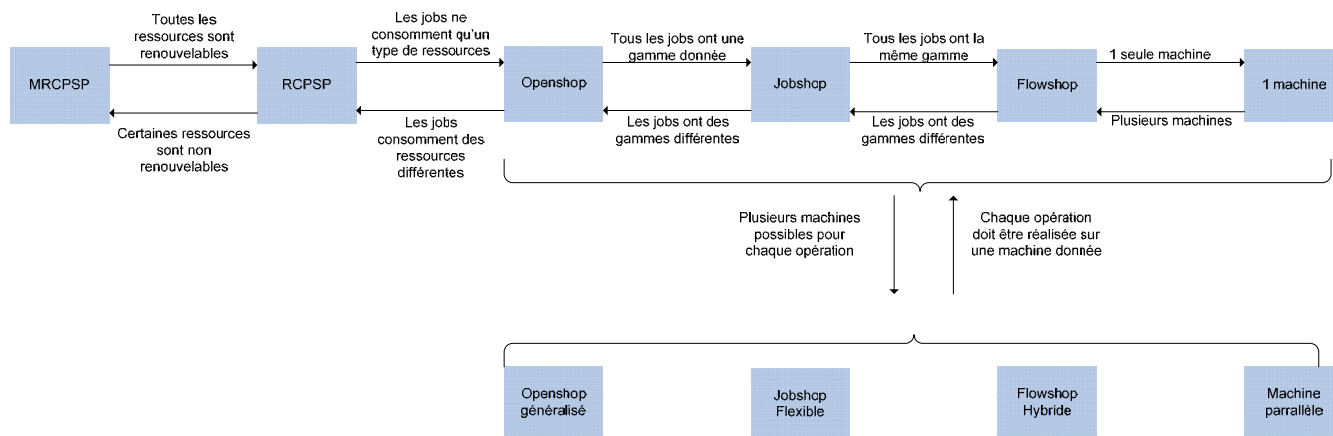 Toutes les
ressources sont
renouvelables
Les jobs ne
consomment qu'un
type de ressources
Tous les jobs ont une
gamme donnée
Tous les jobs ont la
même gamme
1 seule machine
MRCPSP
RCPSP
Openshop
Jobshop
Flowshop
1 machine
Certaines ressources
sont non
renouvelables
Les jobs
consomment des
ressources
différentes
Les jobs ont des
gammes différentes
Les jobs ont des
gammes différentes
Plusieurs machines
Plusieurs machines
possibles pour
chaque opération
Chaque opération
doit être réalisée sur
une machine donnée
Openshop
généralisé
Jobshop
Flexible
Flowshop
Hybride
Machine
parrallèle